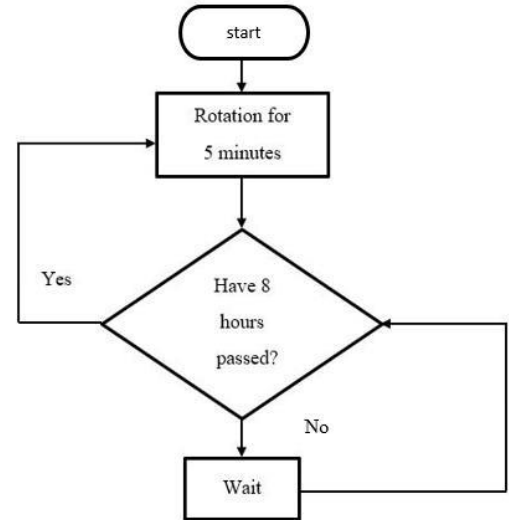 start
Rotation for
5 minutes
Yes
Have 8
hours
passed?
No
Wait